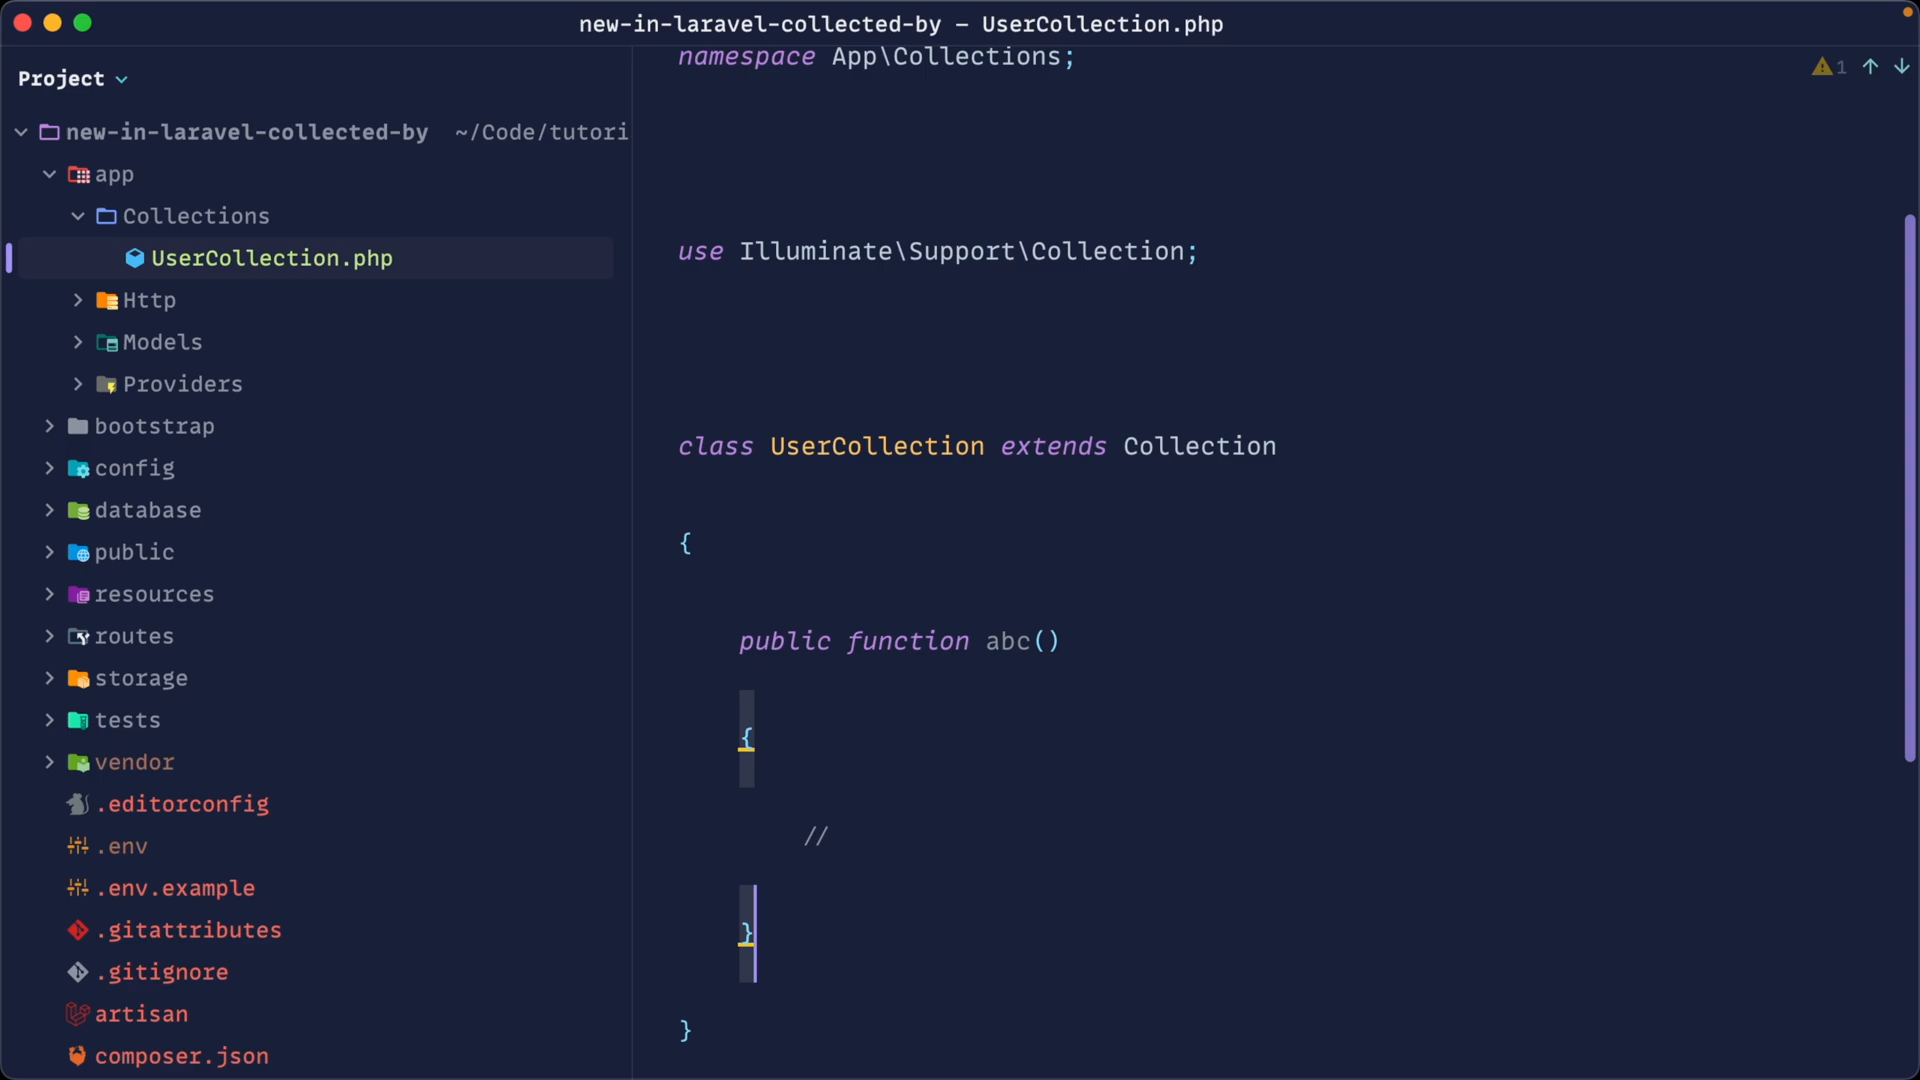 new-in-laravel-collected-by – UserCollection.php
Project
new-in-laravel-collected-by ~/Code/tutori
app
Collections
UserCollection.php
Http
Models
Providers
bootstrap
config
database
public
resources
routes
storage
tests
vendor
.editorconfig
.env
.env.example
.gitattributes
.gitignore
artisan
composer.json
1
namespace App\Collections;
use Illuminate\Support\Collection;
class UserCollection extends Collection
{
public function abc()
{
//
}
}